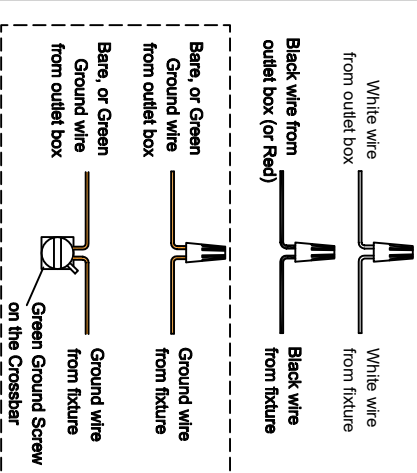 White wire
from outlet box
White wire
from fixture
Black wire from
outlet box (or Red)
Black wire
from fixture
Bare, or Green
Ground wire
from outlet box
Ground wire
from fixture
Bare, or Green
Ground wire
from outlet box
Ground wire
from fixture
Green Ground Screw
on the Crossbar